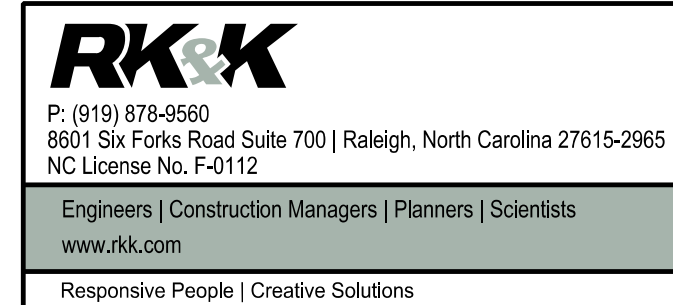 RK&K
P: (919) 878-9560
8601 Six Forks Road Suite 700 | Raleigh, North Carolina 27615-2965
NC License No. F-0112
Engineers | Construction Managers | Planners | Scientists
www.rkk.com
Responsive People | Creative Solutions